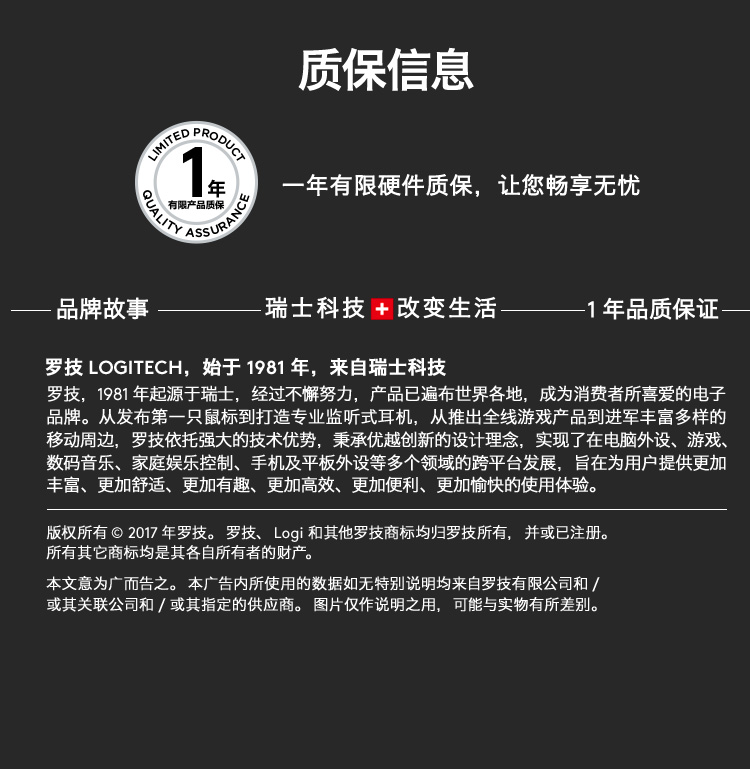 质保信息
LIMITED PRODUCT
1年
有限产品质保
QUALITY ASSURANCE
一年有限硬件质保，让您畅享无忧
品牌故事
瑞士科技
改变生活
1 年品质保证
罗技 LOGITECH，始于 1981 年，来自瑞士科技
罗技，1981 年起源于瑞士，经过不懈努力，产品已遍布世界各地，成为消费者所喜爱的电子
品牌。从发布第一只鼠标到打造专业监听式耳机，从推出全线游戏产品到进军丰富多样的
移动周边，罗技依托强大的技术优势，秉承优越创新的设计理念，实现了在电脑外设、游戏、
数码音乐、家庭娱乐控制、手机及平板外设等多个领域的跨平台发展，旨在为用户提供更加
丰富、更加舒适、更加有趣、更加高效、更加便利、更加愉快的使用体验。
版权所有 © 2017 年罗技。 罗技、 Logi 和其他罗技商标均归罗技所有， 并或已注册。
所有其它商标均是其各自所有者的财产。
本文意为广而告之。 本广告内所使用的数据如无特别说明均来自罗技有限公司和 /
或其关联公司和 / 或其指定的供应商。 图片仅作说明之用， 可能与实物有所差别。